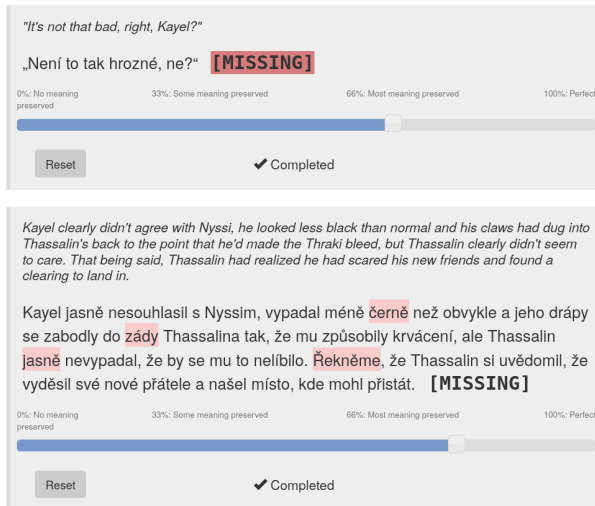 "It's not that bad, right, Kayel?"
„Není to tak hrozné, ne?“ [MISSING]
0%: No meaning preserved 33%: Some meaning preserved 66%: Most meaning preserved 100%: Perfect
Reset ✔ Completed
Kayel clearly didn't agree with Nyssi, he looked less black than normal and his claws had dug into
Thassalin's back to the point that he'd made the Thraki bleed, but Thassalin clearly didn't seem
to care. That being said, Thassalin had realized he had scared his new friends and found a
clearing to land in.
Kayel jasně nesouhlasil s Nyssim, vypadal méně černě než obvykle a jeho drápy
se zabodly do zády Thassalina tak, že mu způsobily krvácení, ale Thassalin
jasně nevypadal, že by se mu to nelíbilo. Řekněme, že Thassalin si uvědomil, že
vyděsil své nové přátele a našel místo, kde mohl přistát. [MISSING]
0%: No meaning preserved 33%: Some meaning preserved 66%: Most meaning preserved 100%: Perfect
Reset ✔ Completed